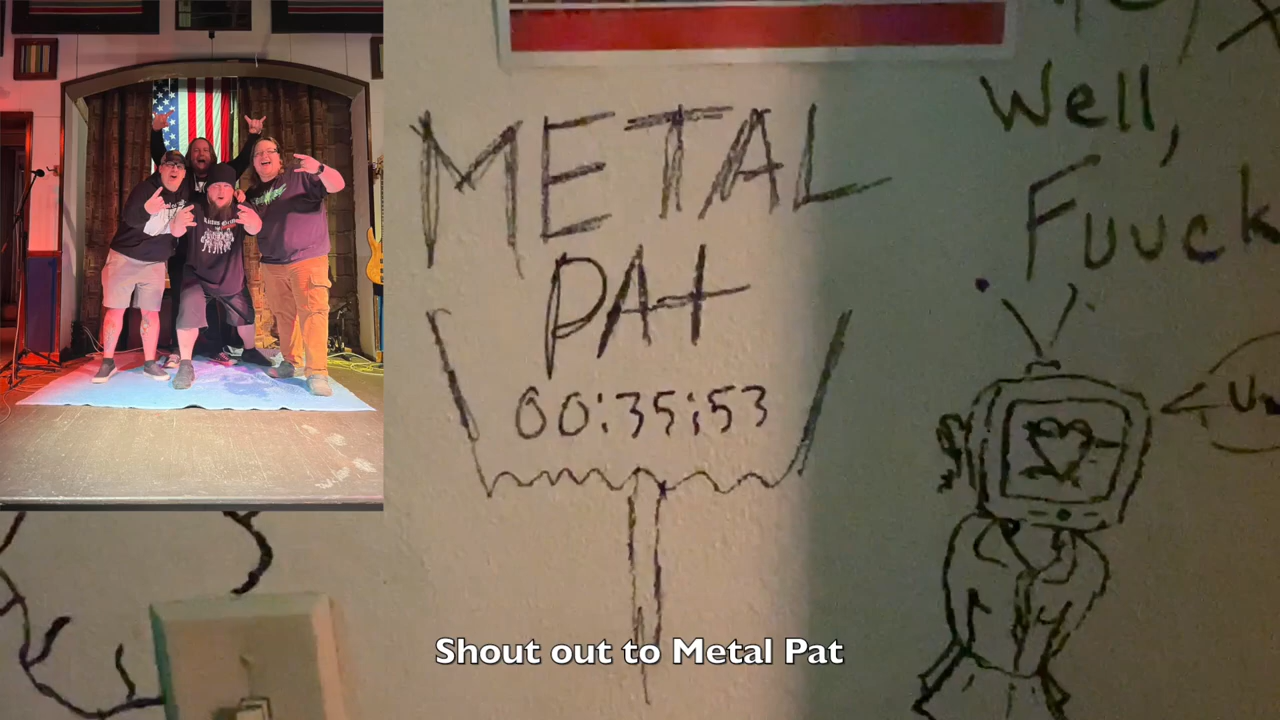 METAL
PAt
00:35:53
Well,
Fuuck
Shout out to Metal Pat